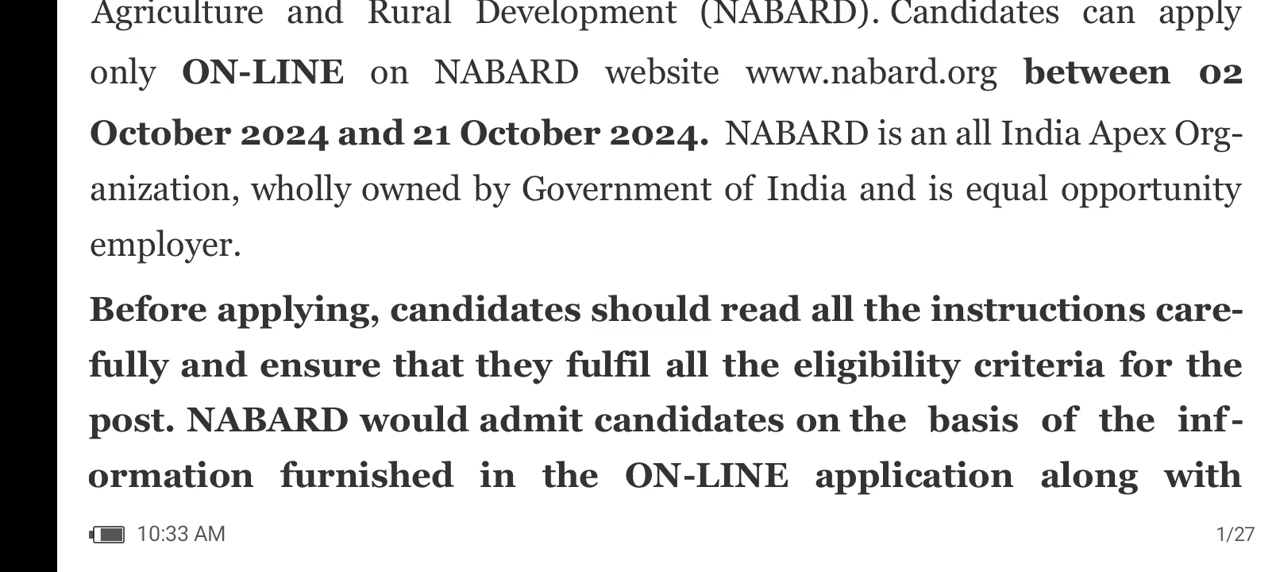 Agriculture and Rural Development (NABARD). Candidates can apply
only ON-LINE on NABARD website www.nabard.org between 02
October 2024 and 21 October 2024. NABARD is an all India Apex Org-
anization, wholly owned by Government of India and is equal opportunity
employer.
Before applying, candidates should read all the instructions care-
fully and ensure that they fulfil all the eligibility criteria for the
post. NABARD would admit candidates on the basis of the inf-
ormation furnished in the ON-LINE application along with
10:33 AM 1/27